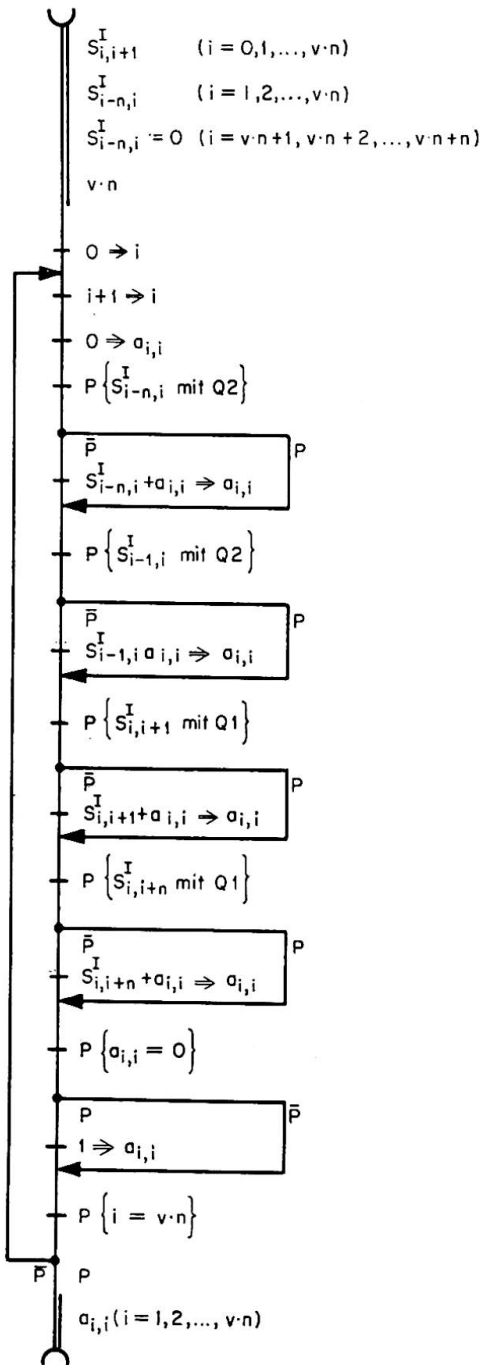 S^I_{i,i+1} (i = 0,1,...,v·n)
S^I_{i-n,i} (i = 1,2,...,v·n)
S^I_{i-n,i} = 0 (i = v·n+1, v·n+2,...,v·n+n)
v·n
0 ⇒ i
i+1 ⇒ i
0 ⇒ a_{i,i}
P{S^I_{i-n,i} mit Q2}
P̄ P
S^I_{i-n,i} + a_{i,i} ⇒ a_{i,i}
P{S^I_{i-1,i} mit Q2}
P̄ P
S^I_{i-1,i} a_{i,i} ⇒ a_{i,i}
P{S^I_{i,i+1} mit Q1}
P̄ P
S^I_{i,i+1} + a_{i,i} ⇒ a_{i,i}
P{S^I_{i,i+n} mit Q1}
P̄ P
S^I_{i,i+n} + a_{i,i} ⇒ a_{i,i}
P{a_{i,i} = 0}
P P̄
1 ⇒ a_{i,i}
P{i = v·n}
P̄ P
a_{i,i} (i = 1,2,..., v·n)